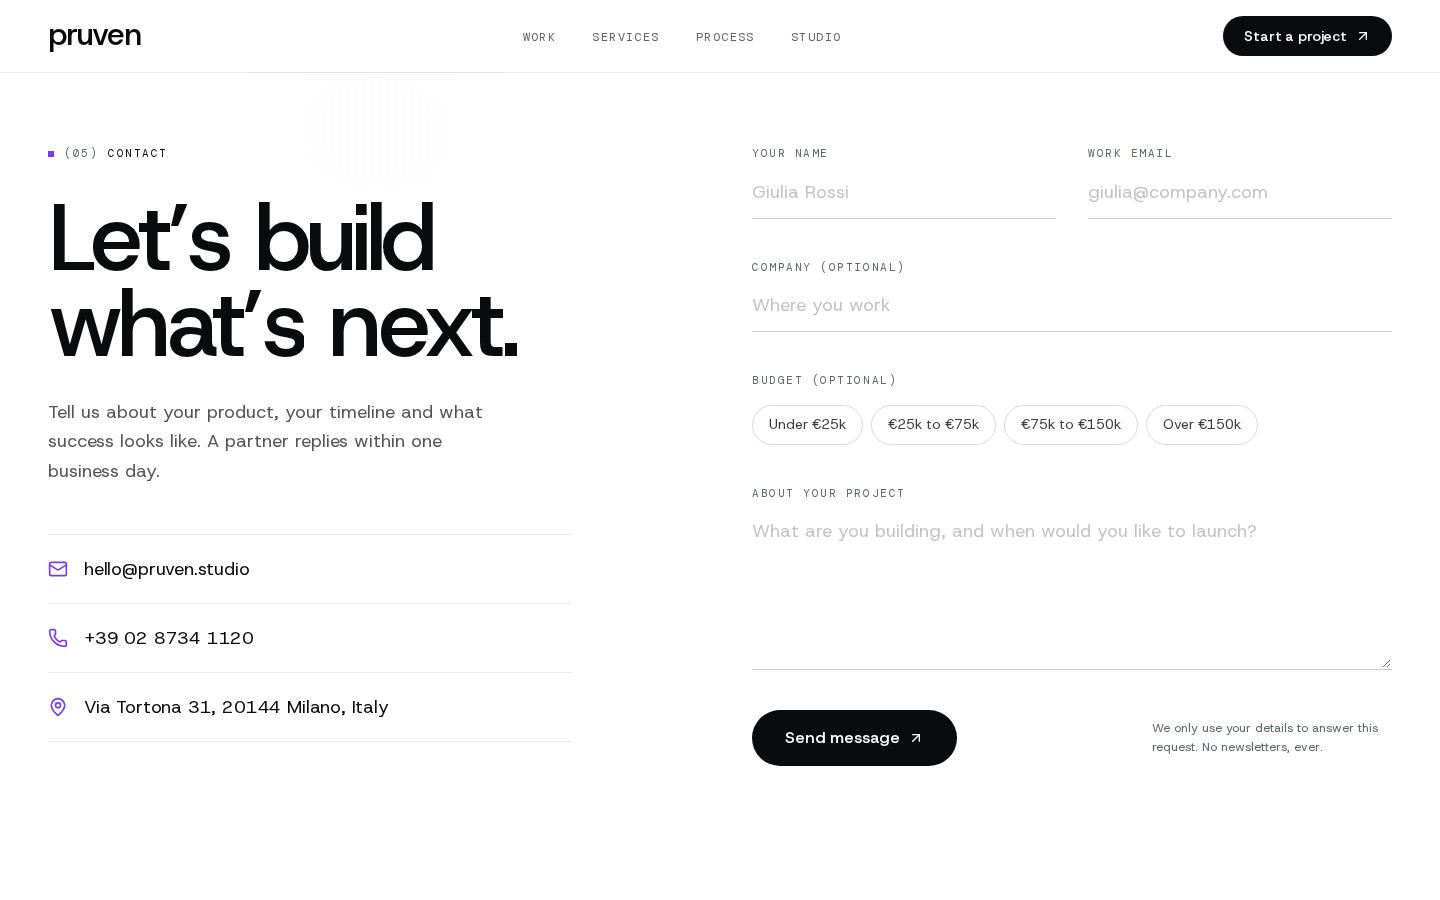 pruven
WORK
SERVICES
PROCESS
STUDIO
Start a project
(05) CONTACT
Let’s build
what’s next.
Tell us about your product, your timeline and what
success looks like. A partner replies within one
business day.
hello@pruven.studio
+39 02 8734 1120
Via Tortona 31, 20144 Milano, Italy
YOUR NAME
Giulia Rossi
WORK EMAIL
giulia@company.com
COMPANY (OPTIONAL)
Where you work
BUDGET (OPTIONAL)
Under €25k
€25k to €75k
€75k to €150k
Over €150k
ABOUT YOUR PROJECT
What are you building, and when would you like to launch?
Send message
We only use your details to answer this
request. No newsletters, ever.